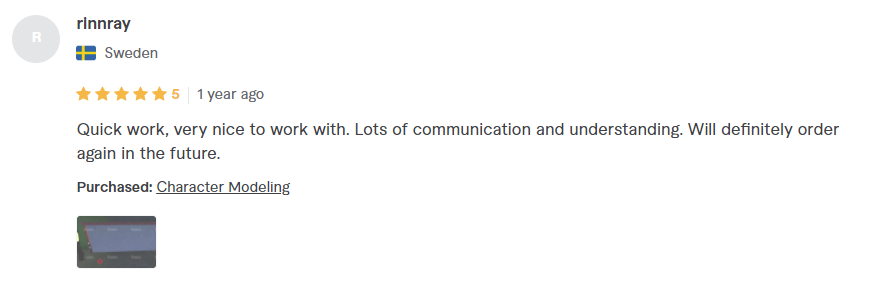 R
rinnray
Sweden
5 | 1 year ago
Quick work, very nice to work with. Lots of communication and understanding. Will definitely order
again in the future.
Purchased: Character Modeling